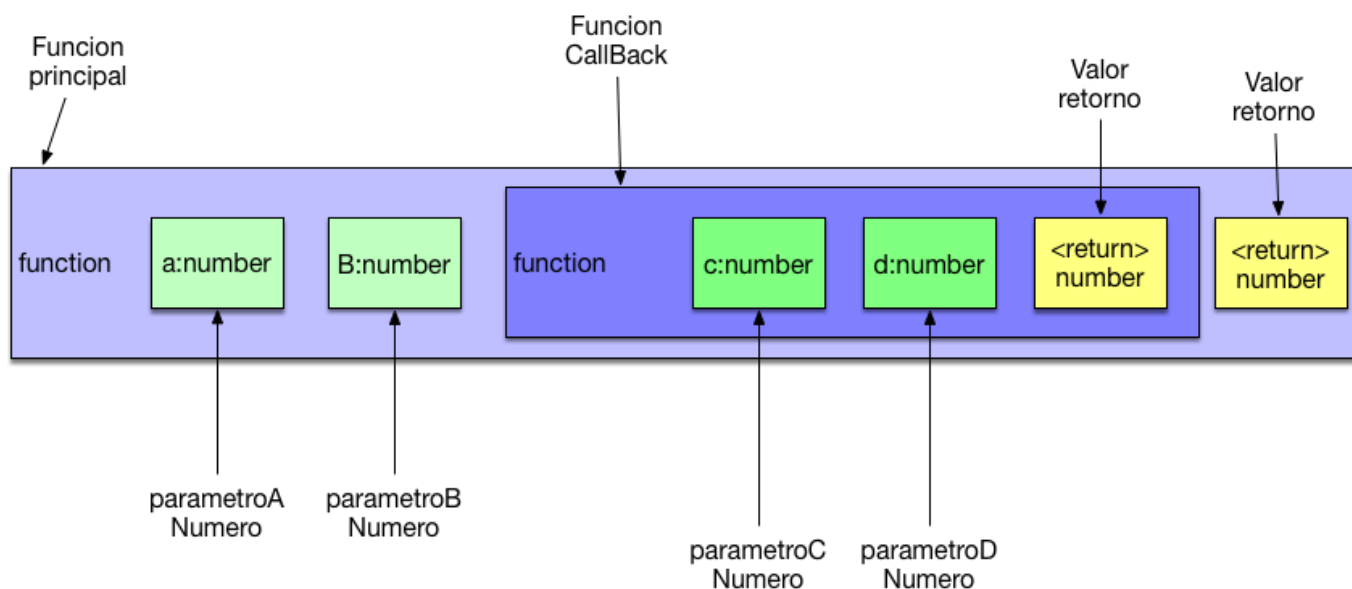 Funcion
principal
Funcion
CallBack
Valor
retorno
Valor
retorno
function
a:number
B:number
function
c:number
d:number
<return>
number
<return>
number
parametroA
Numero
parametroB
Numero
parametroC
Numero
parametroD
Numero